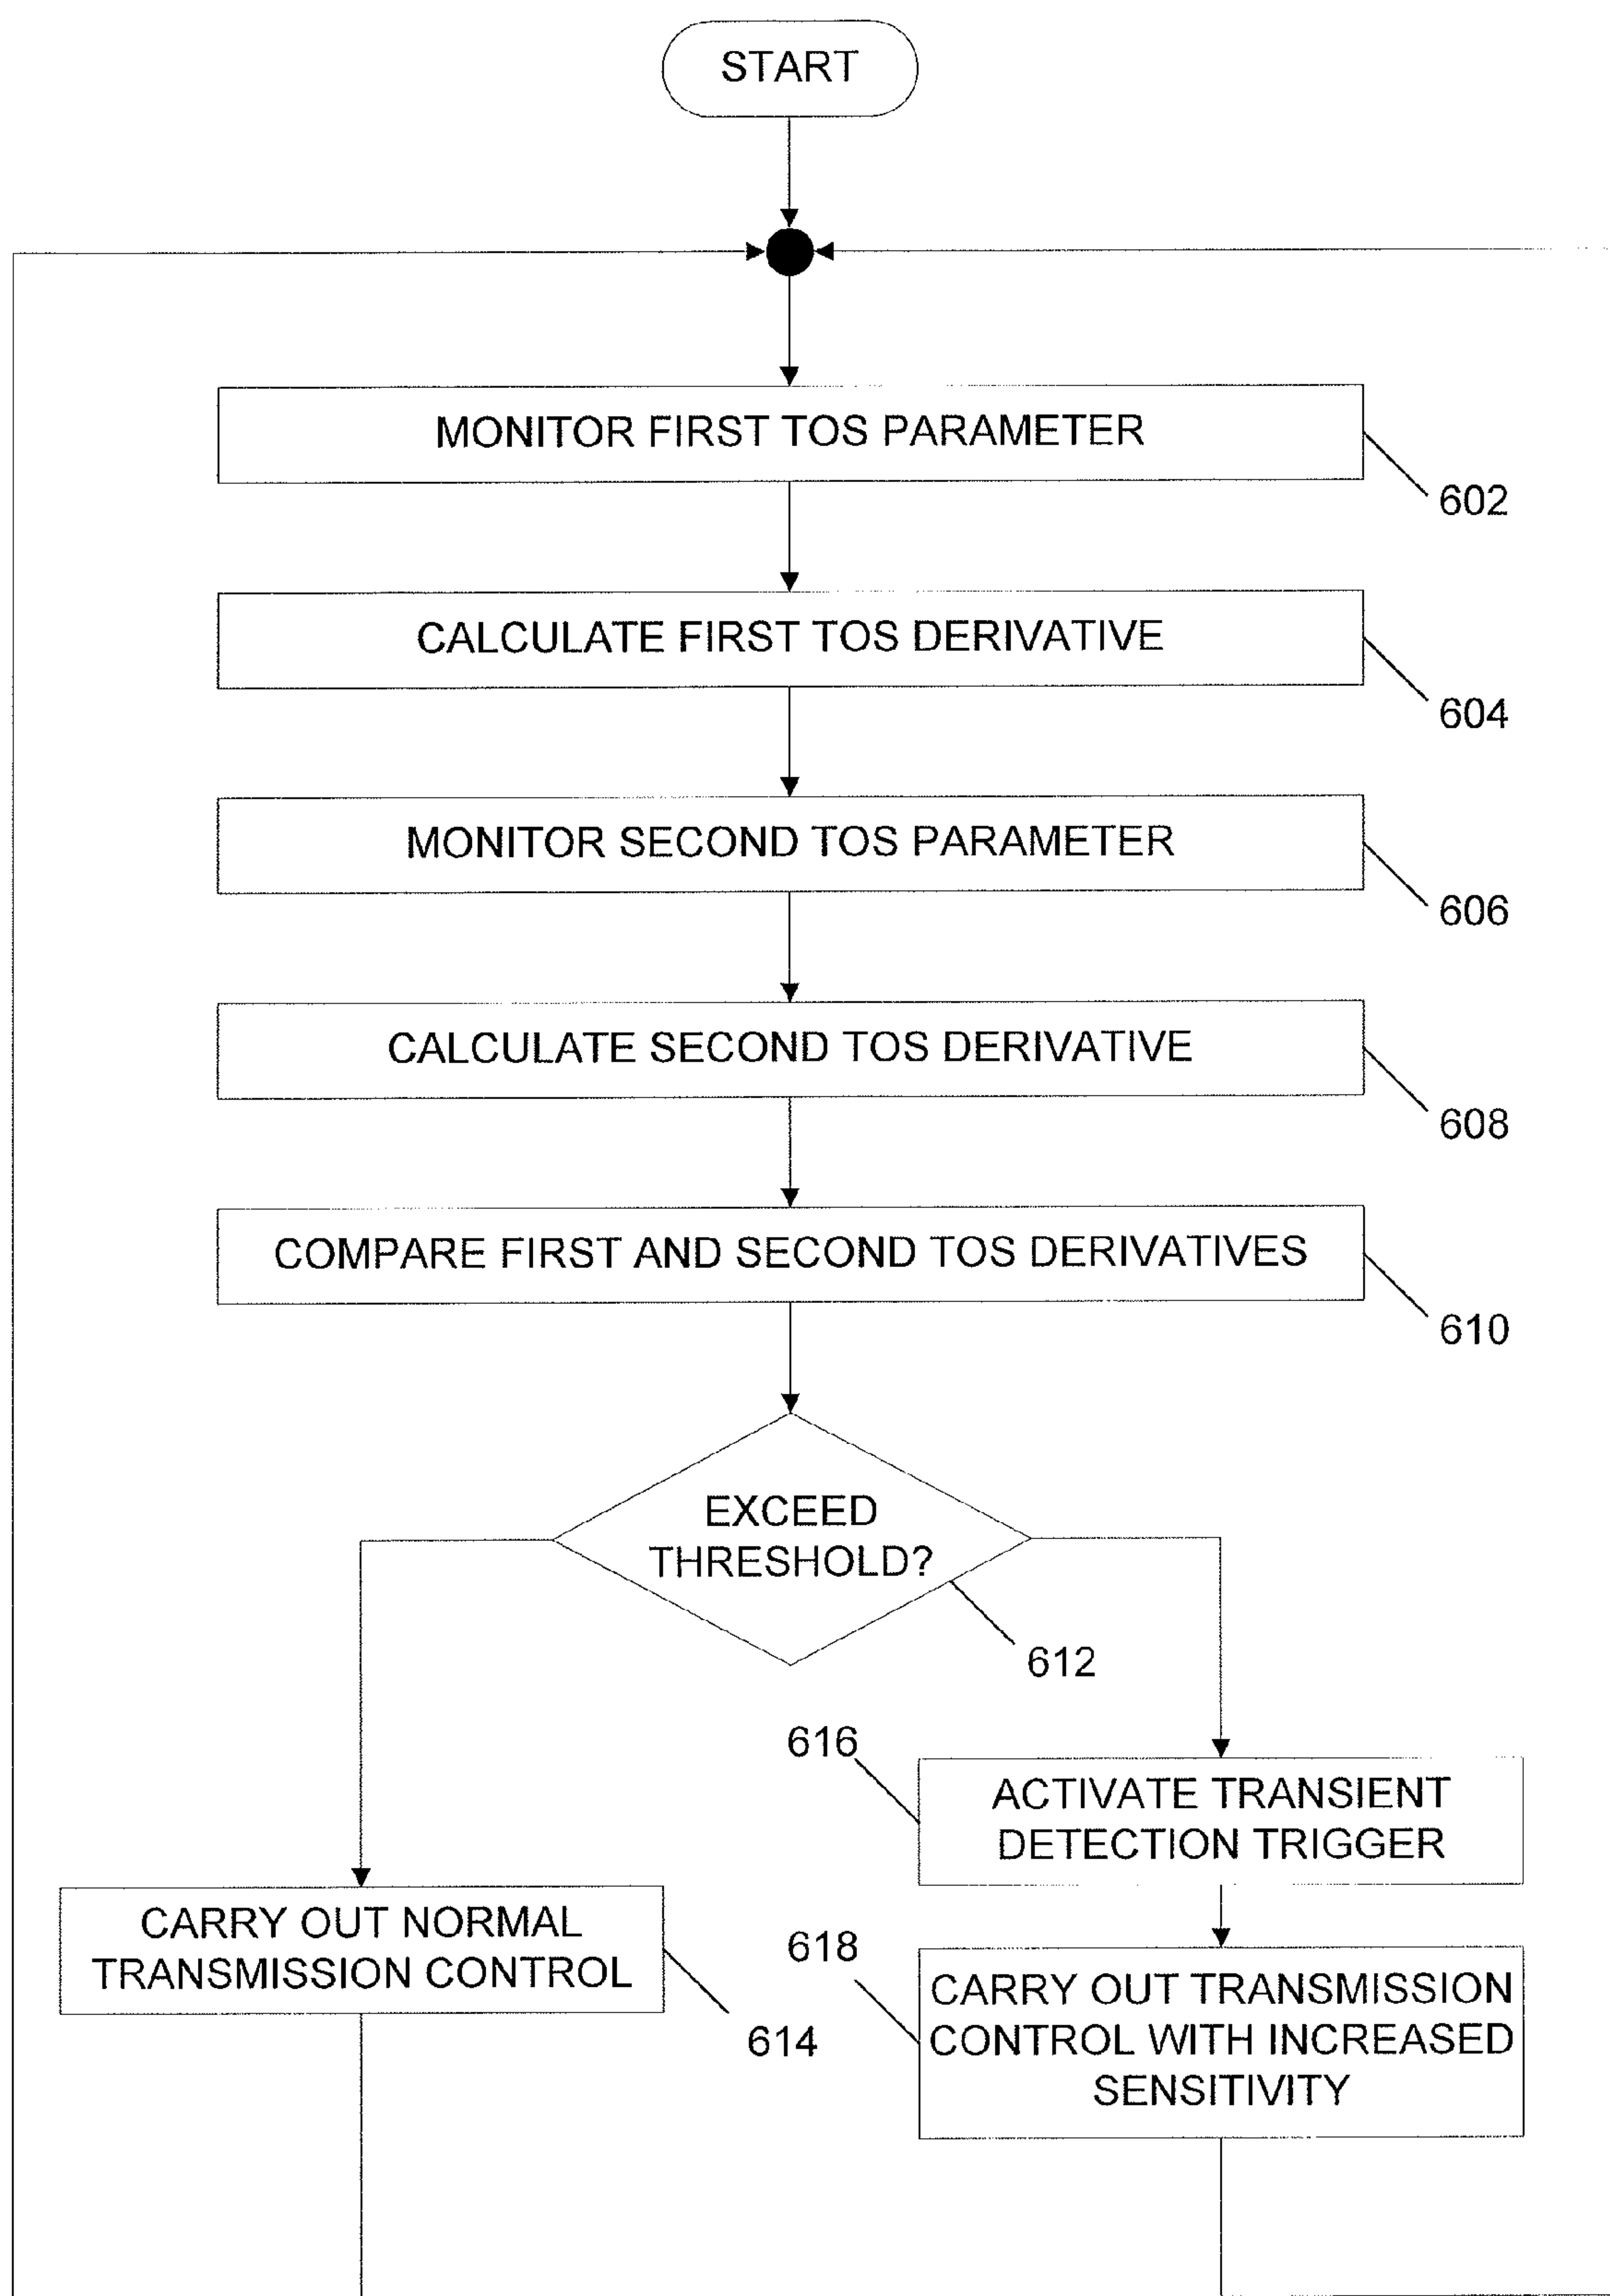 START
MONITOR FIRST TOS PARAMETER
602
CALCULATE FIRST TOS DERIVATIVE
604
MONITOR SECOND TOS PARAMETER
606
CALCULATE SECOND TOS DERIVATIVE
608
COMPARE FIRST AND SECOND TOS DERIVATIVES
610
EXCEED
THRESHOLD?
612
616
ACTIVATE TRANSIENT
DETECTION TRIGGER
CARRY OUT NORMAL
TRANSMISSION CONTROL
614
618
CARRY OUT TRANSMISSION
CONTROL WITH INCREASED
SENSITIVITY